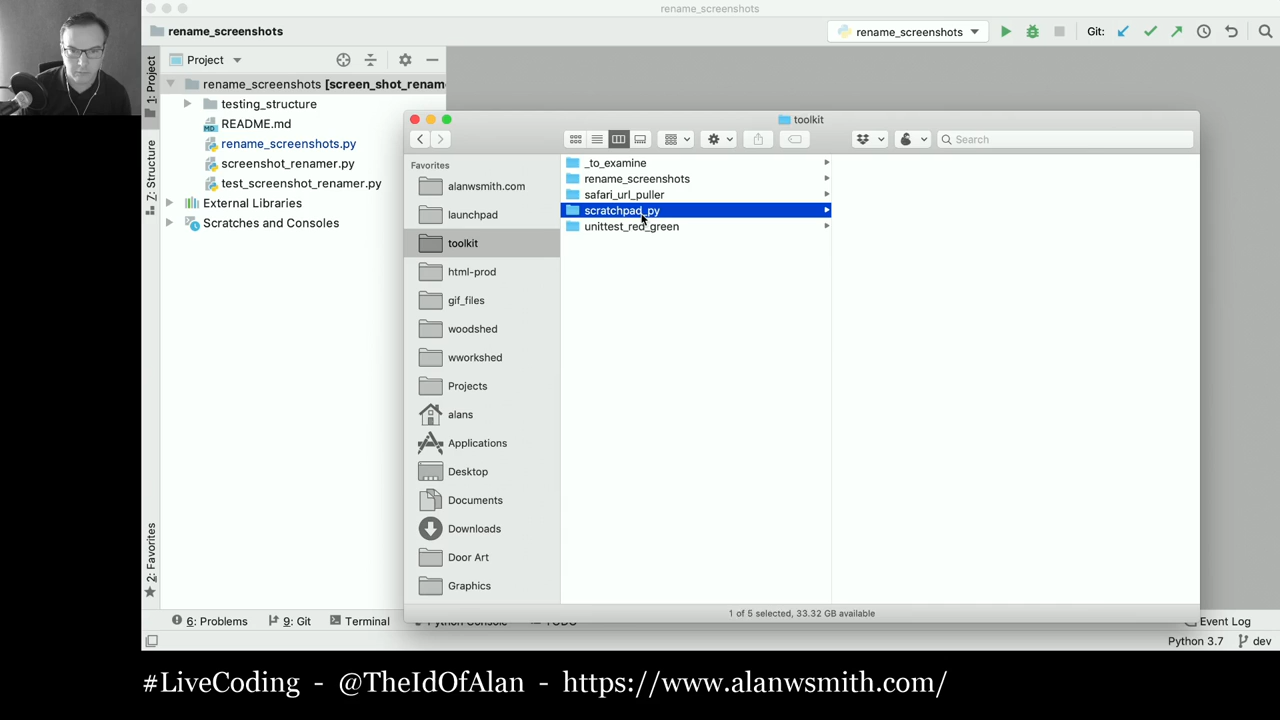 rename_screenshots
rename_screenshots
rename_screenshots
Git:
1: Project
Project
rename_screenshots [screen_shot_renam
testing_structure
README.md
rename_screenshots.py
screenshot_renamer.py
test_screenshot_renamer.py
External Libraries
Scratches and Consoles
Z: Structure
2: Favorites
toolkit
Search
Favorites
alanwsmith.com
launchpad
toolkit
html-prod
gif_files
woodshed
wworkshed
Projects
alans
Applications
Desktop
Documents
Downloads
Door Art
Graphics
_to_examine
rename_screenshots
safari_url_puller
scratchpad_py
unittest_red_green
1 of 5 selected, 33.32 GB available
6: Problems
9: Git
Terminal
Python Console
TODO
Event Log
Python 3.7
dev
#LiveCoding - @TheIdOfAlan - https://www.alanwsmith.com/